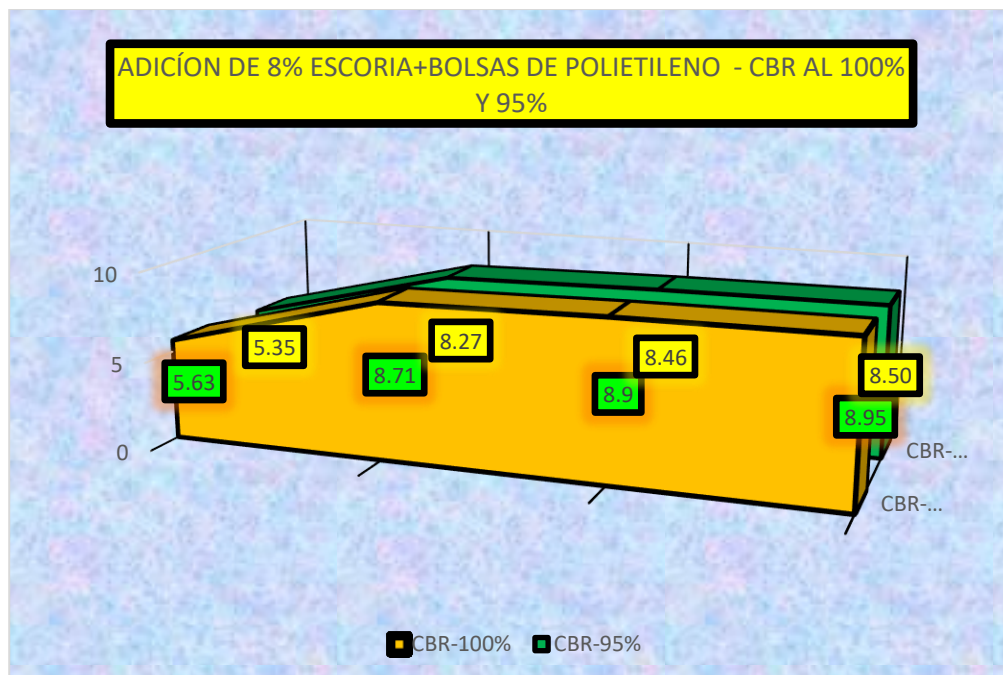 ADICÍON DE 8% ESCORIA+BOLSAS DE POLIETILENO - CBR AL 100%
Y 95%
10
5
0
5.35
8.27
8.46
8.50
5.63
8.71
8.9
8.95
CBR-...
CBR-...
CBR-100% CBR-95%